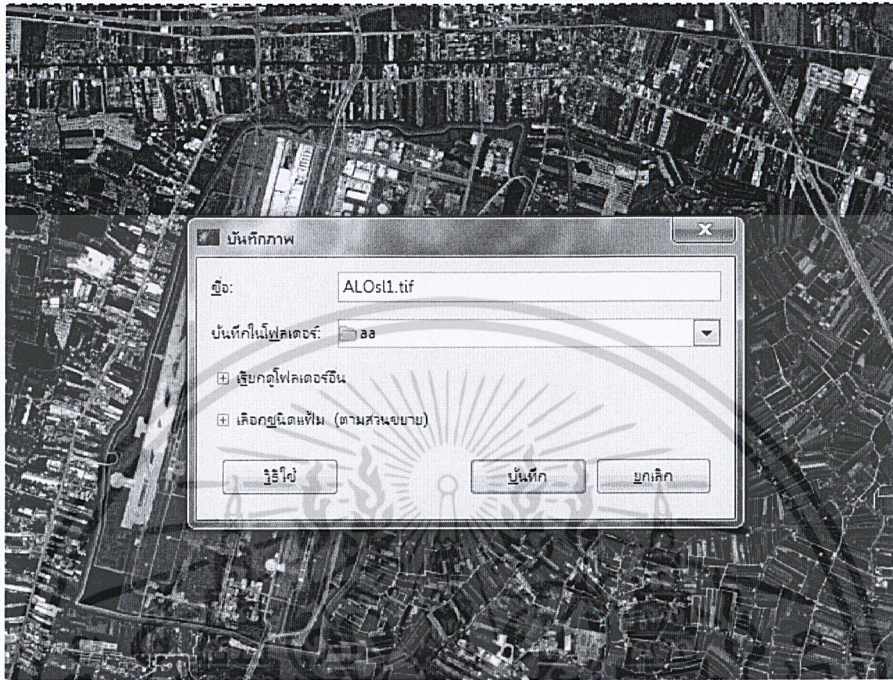 บันทึกภาพ
ชื่อ: ALOsl1.tif
บันทึกในโฟลเดอร์: aa
เรียกดูโฟลเดอร์อื่น
เลือกชนิดแฟ้ม (ตามส่วนขยาย)
วิธีใช้ บันทึก ยกเลิก